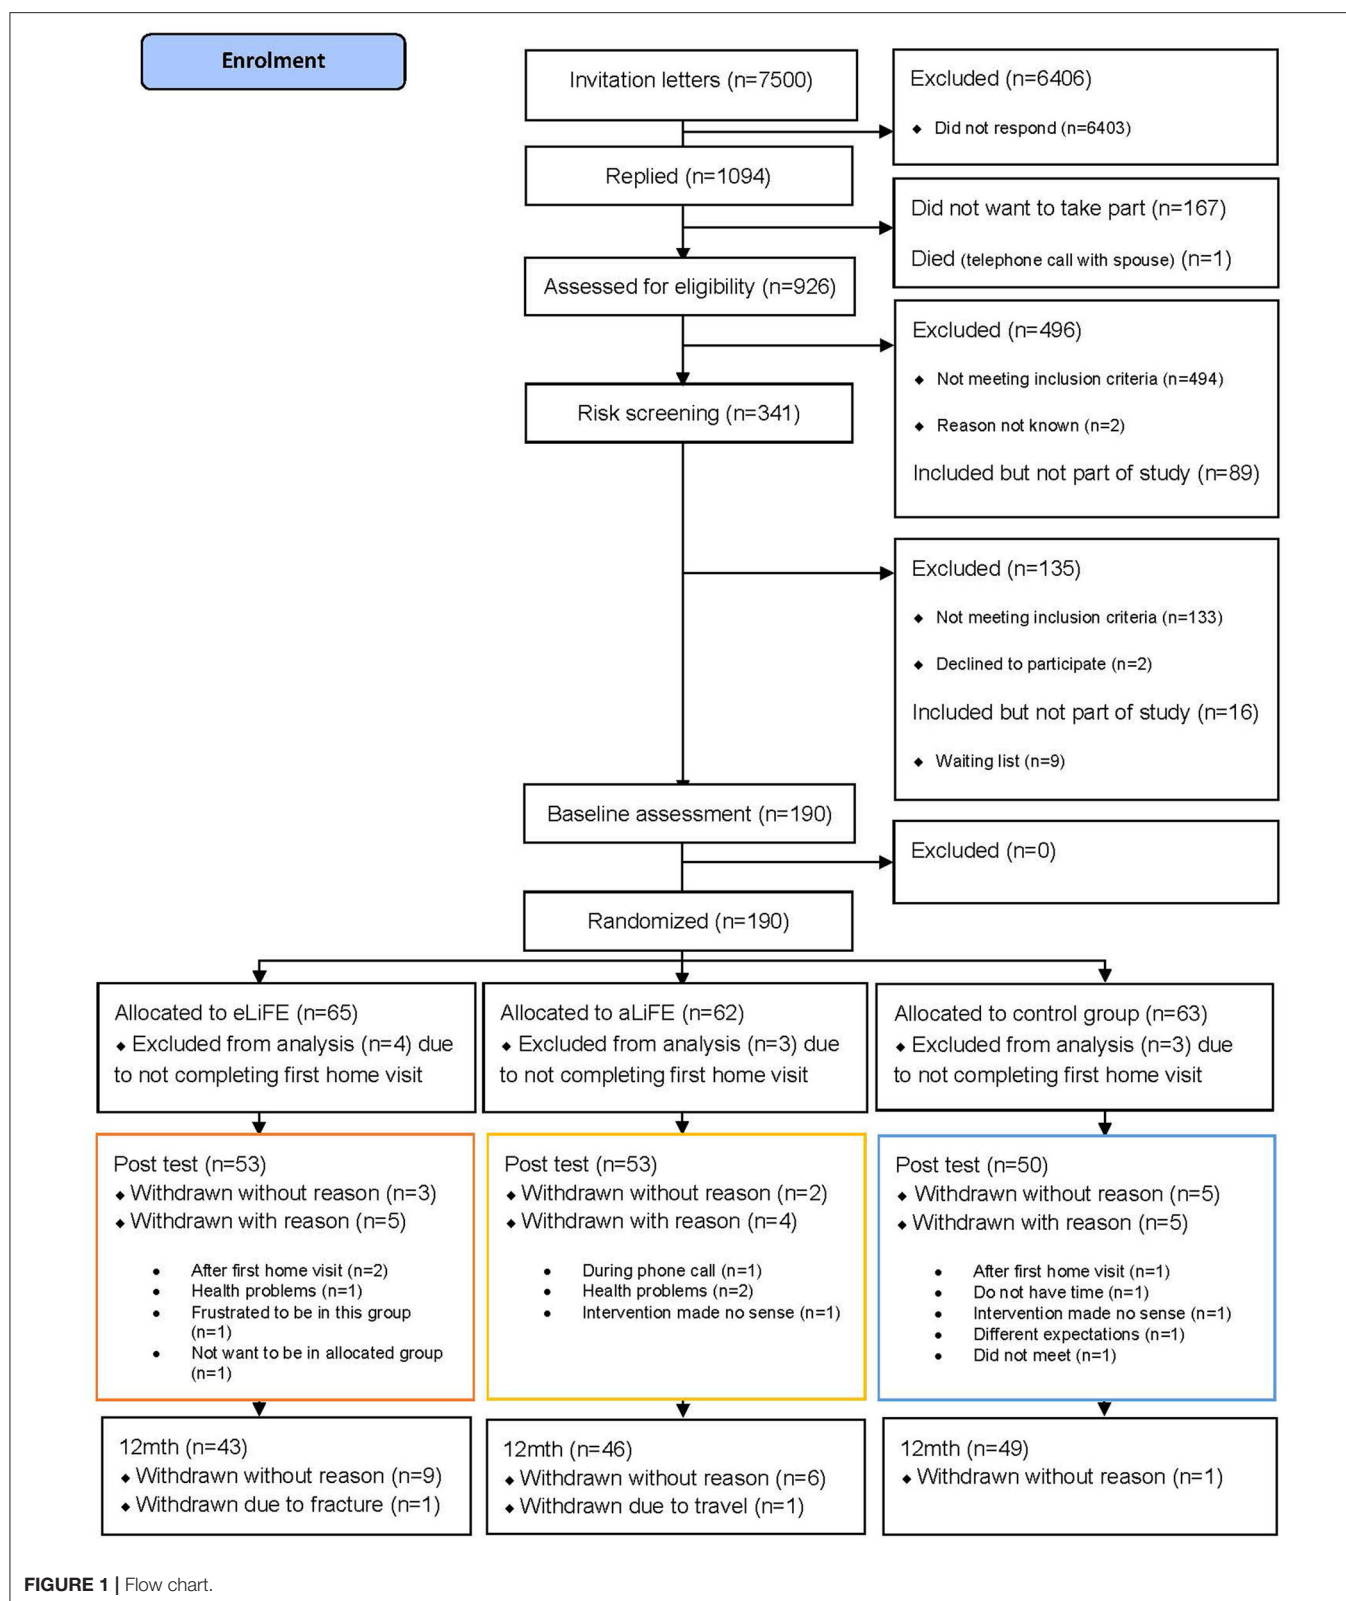 Enrolment
Invitation letters (n=7500)
Excluded (n=6406)
◆ Did not respond (n=6403)
Replied (n=1094)
Did not want to take part (n=167)
Died (telephone call with spouse) (n=1)
Assessed for eligibility (n=926)
Excluded (n=496)
◆ Not meeting inclusion criteria (n=494)
◆ Reason not known (n=2)
Included but not part of study (n=89)
Risk screening (n=341)
Excluded (n=135)
◆ Not meeting inclusion criteria (n=133)
◆ Declined to participate (n=2)
Included but not part of study (n=16)
◆ Waiting list (n=9)
Baseline assessment (n=190)
Excluded (n=0)
Randomized (n=190)
Allocated to eLiFE (n=65)
◆ Excluded from analysis (n=4) due
to not completing first home visit
Allocated to aLiFE (n=62)
◆ Excluded from analysis (n=3) due
to not completing first home visit
Allocated to control group (n=63)
◆ Excluded from analysis (n=3) due
to not completing first home visit
Post test (n=53)
◆ Withdrawn without reason (n=3)
◆ Withdrawn with reason (n=5)
• After first home visit (n=2)
• Health problems (n=1)
• Frustrated to be in this group
(n=1)
• Not want to be in allocated group
(n=1)
Post test (n=53)
◆ Withdrawn without reason (n=2)
◆ Withdrawn with reason (n=4)
• During phone call (n=1)
• Health problems (n=2)
• Intervention made no sense (n=1)
Post test (n=50)
◆ Withdrawn without reason (n=5)
◆ Withdrawn with reason (n=5)
• After first home visit (n=1)
• Do not have time (n=1)
• Intervention made no sense (n=1)
• Different expectations (n=1)
• Did not meet (n=1)
12mth (n=43)
◆ Withdrawn without reason (n=9)
◆ Withdrawn due to fracture (n=1)
12mth (n=46)
◆ Withdrawn without reason (n=6)
◆ Withdrawn due to travel (n=1)
12mth (n=49)
◆ Withdrawn without reason (n=1)
FIGURE 1 | Flow chart.